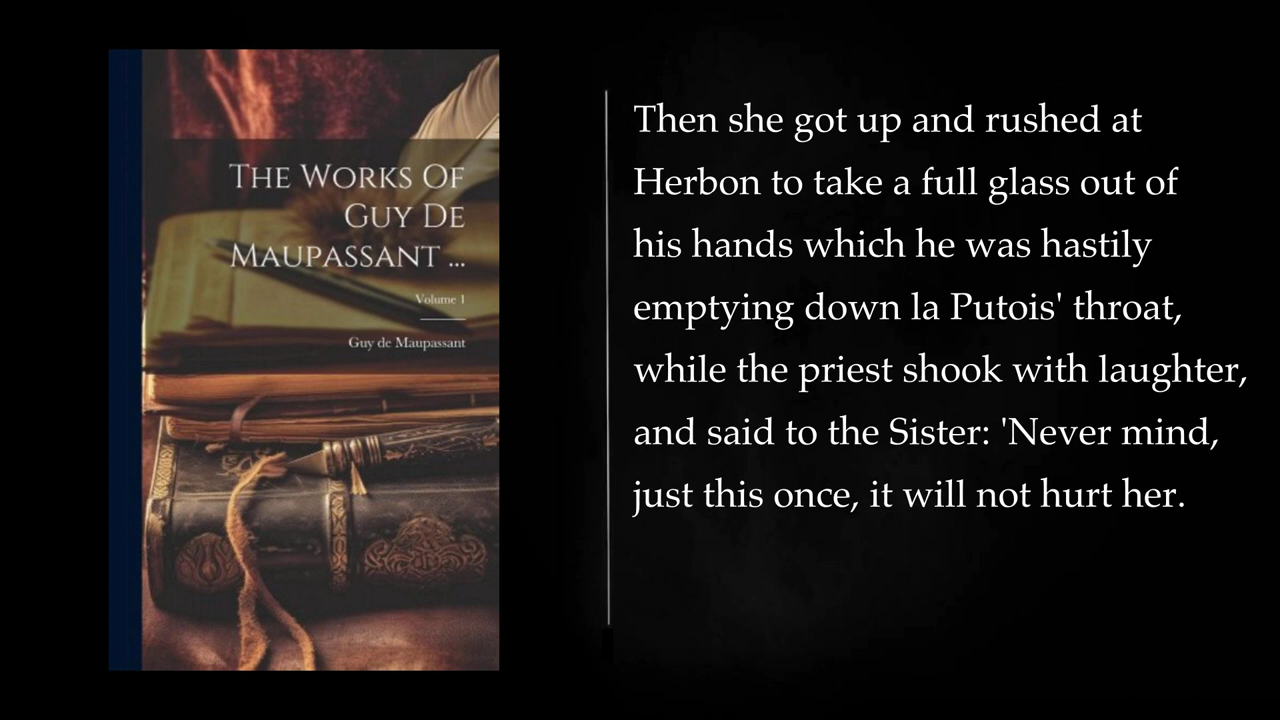 The Works Of
Guy De
Maupassant ...
Volume 1
Guy de Maupassant
Then she got up and rushed at
Herbon to take a full glass out of
his hands which he was hastily
emptying down la Putois' throat,
while the priest shook with laughter,
and said to the Sister: 'Never mind,
just this once, it will not hurt her.